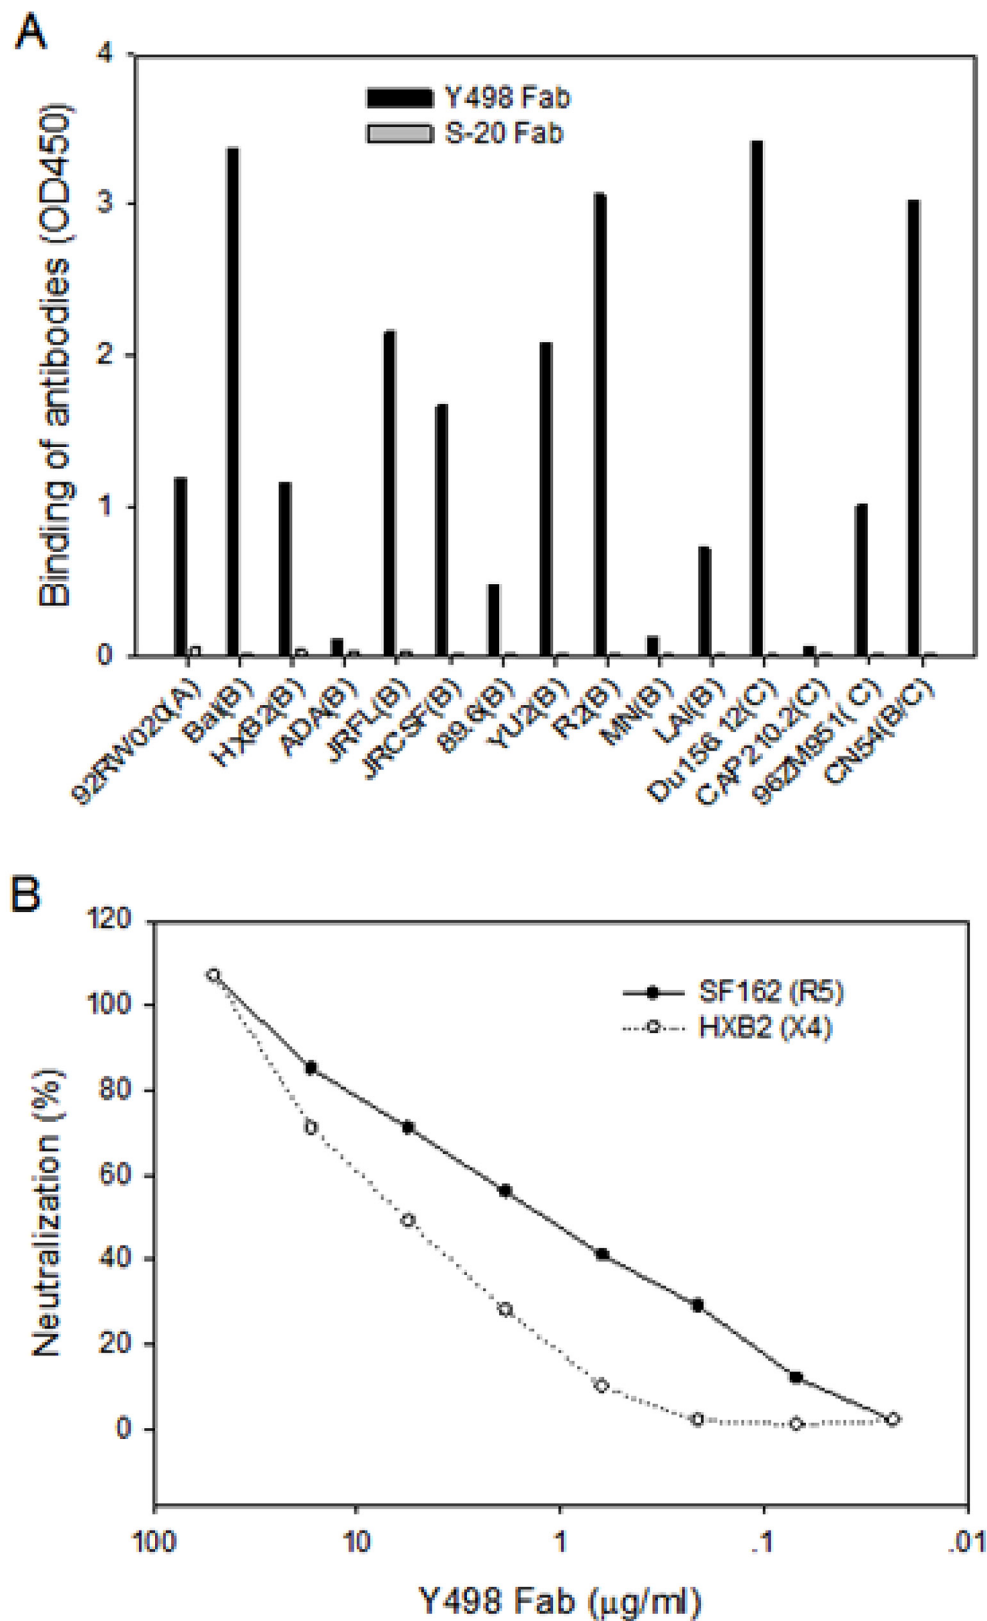 A
4
3
2
1
0
Binding of antibodies (OD450)
Y498 Fab
S-20 Fab
92RW020(A)
Bal(B)
HXB2(B)
ADA(B)
JRFL(B)
JRCSF(B)
89.6(B)
YU2(B)
R2(B)
MN(B)
LAI(B)
Du156 12(C)
CAP210.2(C)
96ZM951( C)
CN54(B/C)
B
120
100
80
60
40
20
0
Neutralization (%)
SF162 (R5)
HXB2 (X4)
100 10 1 .1 .01
Y498 Fab (μg/ml)